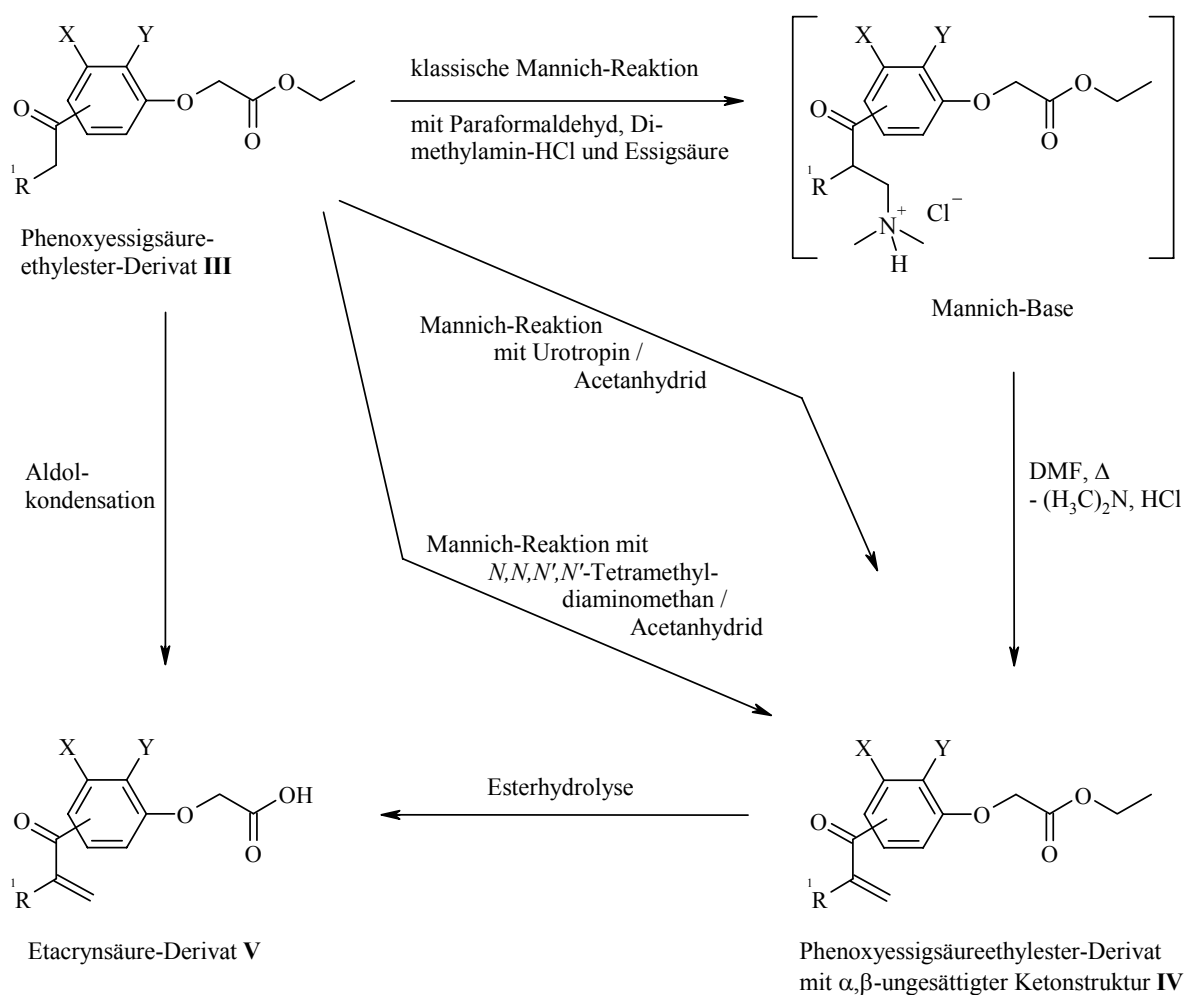 X
Y
O
O
O
O
1
R
klassische Mannich-Reaktion
mit Paraformaldehyd, Di-
methylamin-HCl und Essigsäure
X
Y
O
O
O
O
1
R
N
+
H
Cl
−
Phenoxyessigsäure-
ethylester-Derivat III
Mannich-Base
Mannich-Reaktion
mit Urotropin /
Acetanhydrid
Aldol-
kondensation
DMF, Δ
- (H3C)2N, HCl
Mannich-Reaktion mit
N,N,N',N'-Tetramethyl-
diaminomethan /
Acetanhydrid
X
Y
O
O
OH
O
1
R
Esterhydrolyse
X
Y
O
O
O
O
1
R
Etacrynsäure-Derivat V
Phenoxyessigsäureethylester-Derivat
mit α,β-ungesättigter Ketonstruktur IV